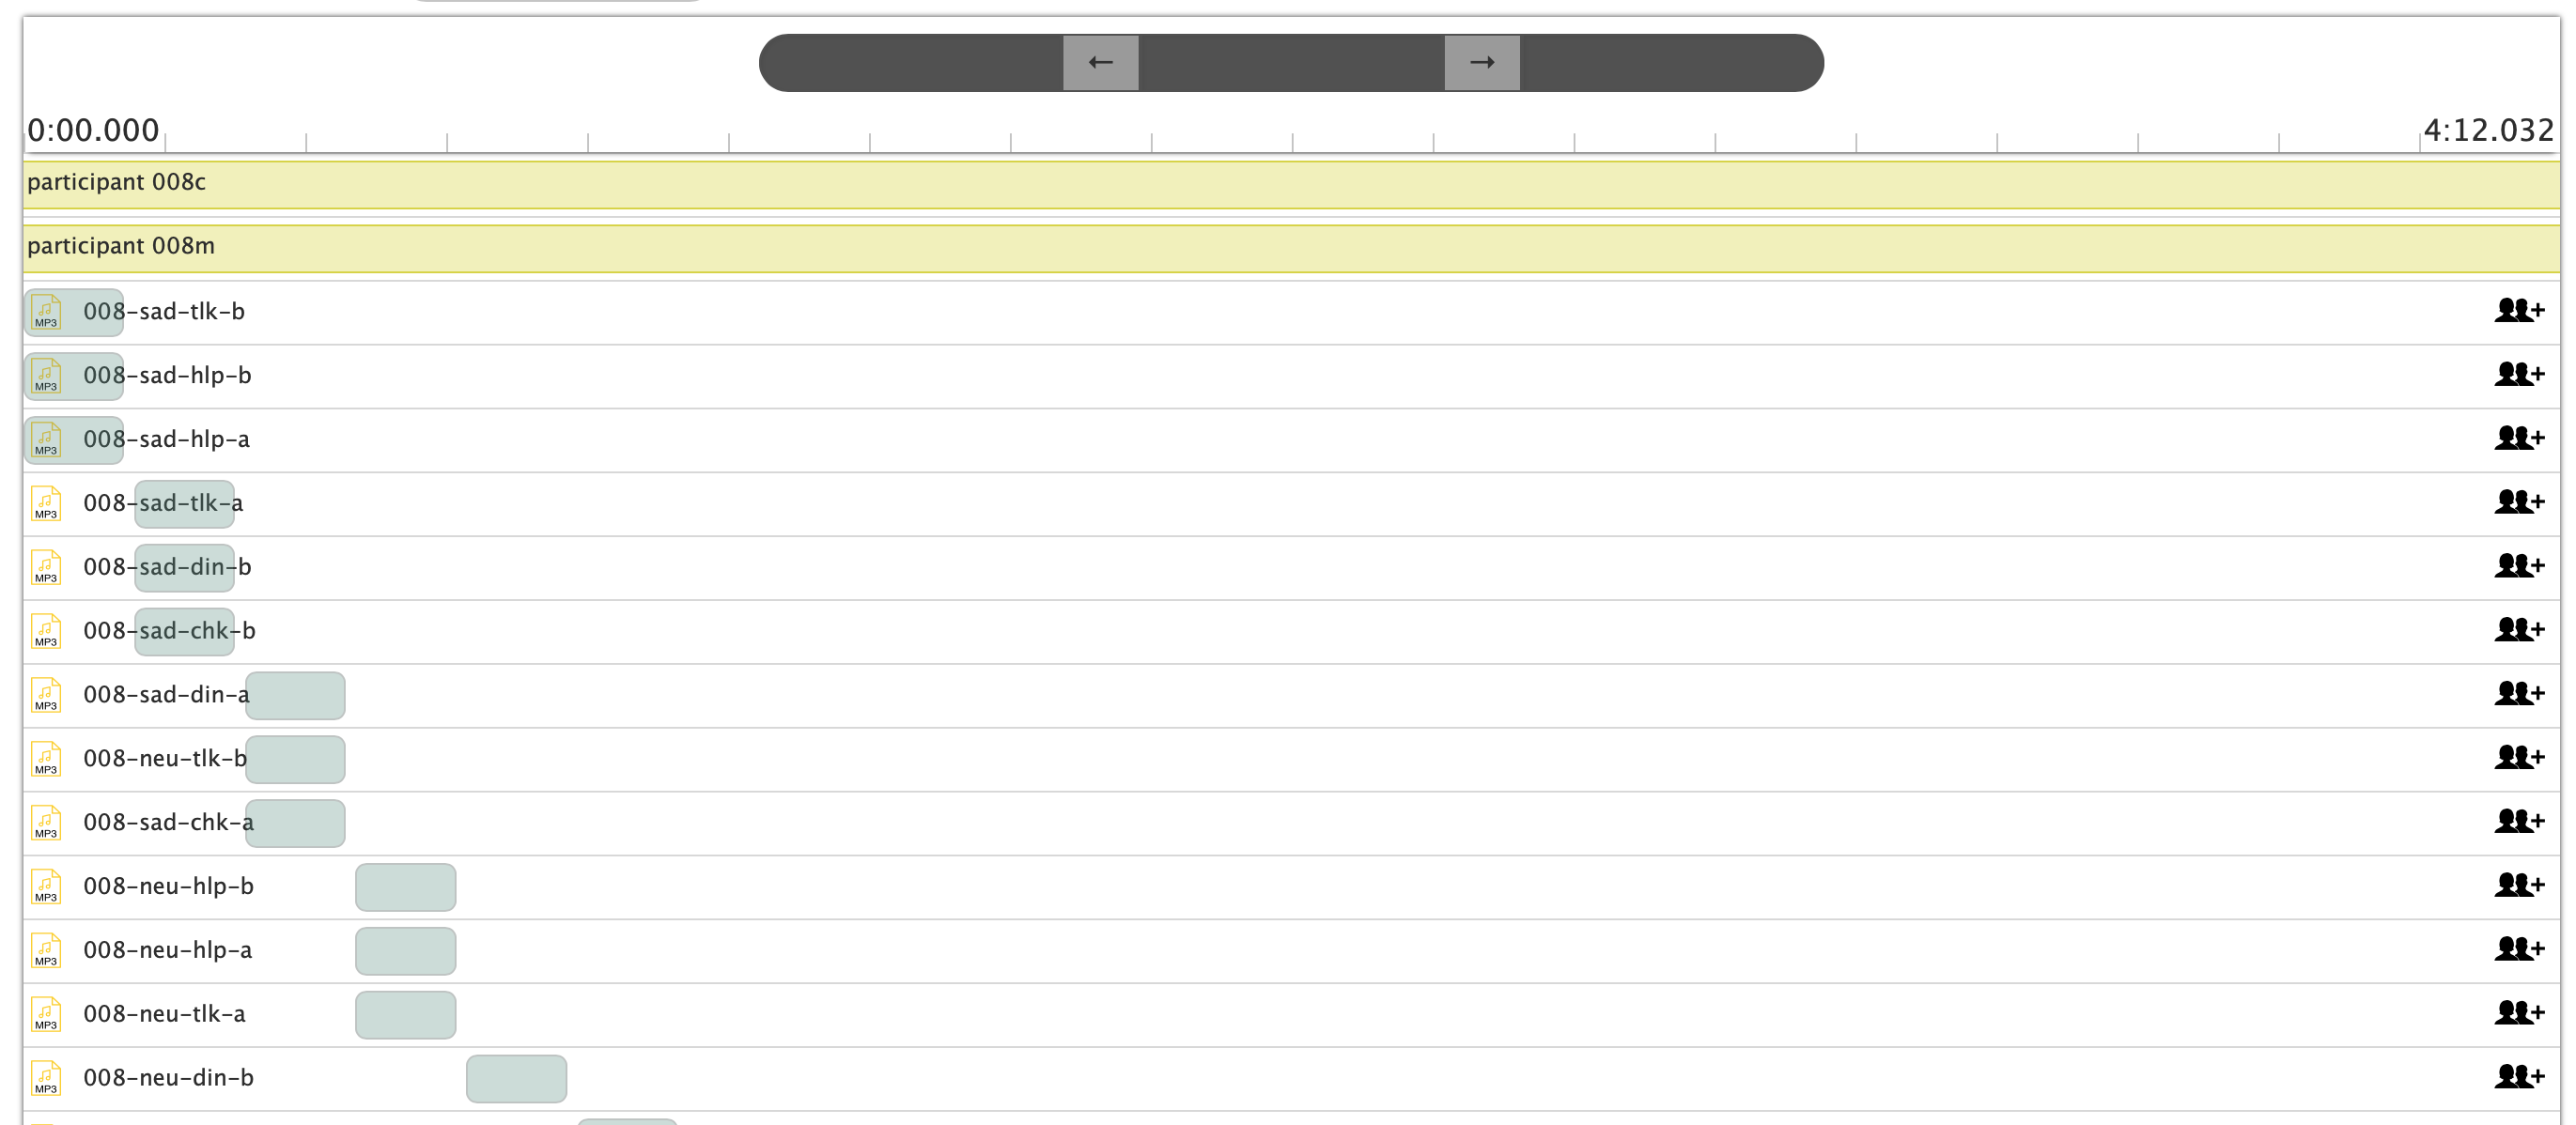 ← →
0:00.000 4:12.032
participant 008c
participant 008m
MP3 008-sad-tlk-b
MP3 008-sad-hlp-b
MP3 008-sad-hlp-a
MP3 008-sad-tlk-a
MP3 008-sad-din-b
MP3 008-sad-chk-b
MP3 008-sad-din-a
MP3 008-neu-tlk-b
MP3 008-sad-chk-a
MP3 008-neu-hlp-b
MP3 008-neu-hlp-a
MP3 008-neu-tlk-a
MP3 008-neu-din-b